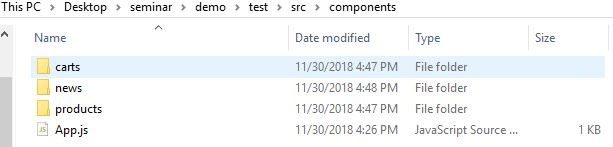 This PC > Desktop > seminar > demo > test > src > components
Name Date modified Type Size
carts 11/30/2018 4:47 PM File folder
news 11/30/2018 4:48 PM File folder
products 11/30/2018 4:47 PM File folder
App.js 11/30/2018 4:26 PM JavaScript Source ... 1 KB